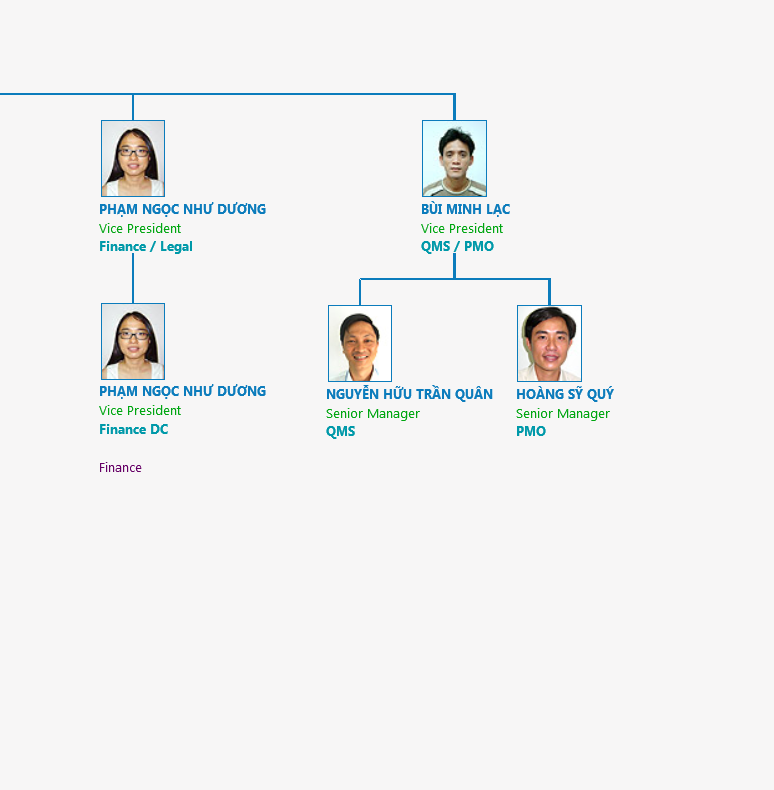 PHẠM NGỌC NHƯ DƯƠNG
Vice President
Finance / Legal
BÙI MINH LẠC
Vice President
QMS / PMO
PHẠM NGỌC NHƯ DƯƠNG
Vice President
Finance DC
Finance
NGUYỄN HỮU TRẦN QUÂN
Senior Manager
QMS
HOÀNG SỸ QUÝ
Senior Manager
PMO